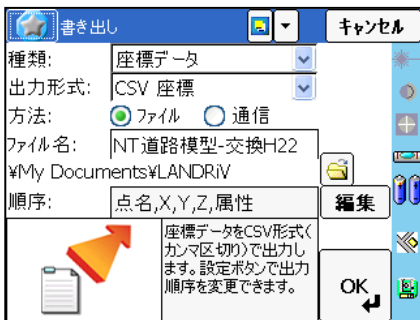 書き出し
キャンセル
種類: 座標データ
出力形式: CSV 座標
方法: ファイル 通信
ファイル名: NT道路模型-交換H22
¥My Documents¥LANDRiV
順序: 点名,X,Y,Z,属性 編集
座標データをCSV形式(
カンマ区切り)で出力し
ます。設定ボタンで出力
順序を変更できます。
OK